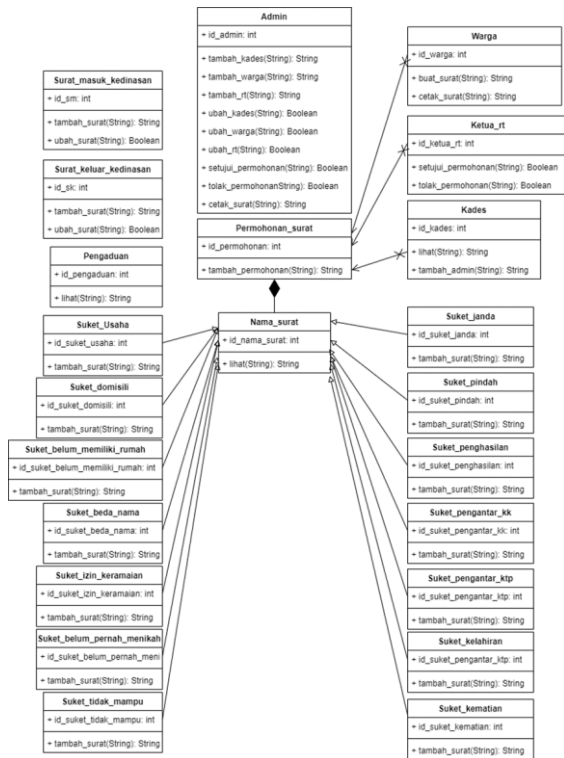 Admin
+ id_admin: int
+ tambah_kades(String): String
+ tambah_warga(String): String
+ tambah_rt(String): String
+ ubah_kades(String): Boolean
+ ubah_warga(String): Boolean
+ ubah_rt(String): Boolean
+ setujui_permohonan(String): Boolean
+ tolak_permohonanString): Boolean
+ cetak_surat(String): String
Warga
+ id_warga: int
+ buat_surat(String): String
+ cetak_surat(String): String
Surat_masuk_kedinasan
+ id_sm: int
+ tambah_surat(String): String
+ ubah_surat(String): Boolean
Ketua_rt
+ id_ketua_rt: int
+ setujui_permohonan(String): Boolean
+ tolak_permohonan(String): Boolean
Surat_keluar_kedinasan
+ id_sk: int
+ tambah_surat(String): String
+ ubah_surat(String): Boolean
Kades
+ id_kades: int
+ lihat(String): String
+ tambah_admin(String): String
Permohonan_surat
+ id_permohonan: int
+ tambah_permohonan(String): String
Pengaduan
+ id_pengaduan: int
+ lihat(String): String
Nama_surat
+ id_nama_surat: int
+ lihat(String): String
Suket_Usaha
+ id_suket_usaha: int
+ tambah_surat(String): String
Suket_domisili
+ id_suket_domisili: int
+ tambah_surat(String): String
Suket_belum_memiliki_rumah
+ id_suket_belum_memiliki_rumah: int
+ tambah_surat(String): String
Suket_beda_nama
+ id_suket_beda_nama: int
+ tambah_surat(String): String
Suket_izin_keramaian
+ id_suket_izin_keramaian: int
+ tambah_surat(String): String
Suket_belum_pernah_menikah
+ id_suket_belum_pernah_meni
+ tambah_surat(String): String
Suket_tidak_mampu
+ id_suket_tidak_mampu: int
+ tambah_surat(String): String
Suket_janda
+ id_suket_janda: int
+ tambah_surat(String): String
Suket_pindah
+ id_suket_pindah: int
+ tambah_surat(String): String
Suket_penghasilan
+ id_suket_penghasilan: int
+ tambah_surat(String): String
Suket_pengantar_kk
+ id_suket_pengantar_kk: int
+ tambah_surat(String): String
Suket_pengantar_ktp
+ id_suket_pengantar_ktp: int
+ tambah_surat(String): String
Suket_kelahiran
+ id_suket_pengantar_ktp: int
+ tambah_surat(String): String
Suket_kematian
+ id_suket_kematian: int
+ tambah_surat(String): String